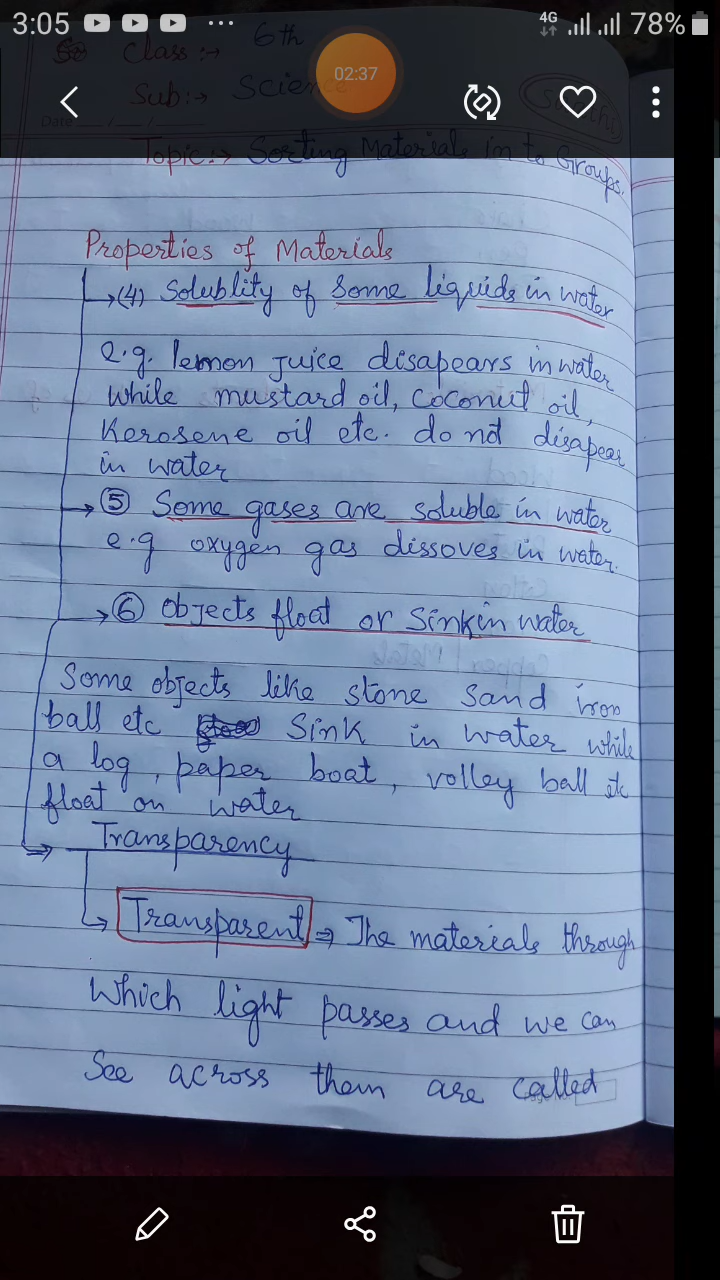 3:05
4G
78%
02:37
Class:→ 6th
Sub:→ Science
Date
Topic:→ Sorting Materials in to Groups.
Properties of Materials
→(4) Solublity of Some liquids in water
e.g. lemon juice disapears in water
while mustard oil, Coconut oil,
Kerosene oil etc. do not disapear
in water
→ ⑤ Some gases are soluble in water
e.g oxygen gas dissoves in water.
→ ⑥ Objects float or Sink in water
Some objects like stone sand iron
ball etc Sink in water while
a log, paper boat, volley ball etc
float on water
⇒ Transparency
→ Transparent ⇒ The materials through
Which light passes and we can
See across them are called